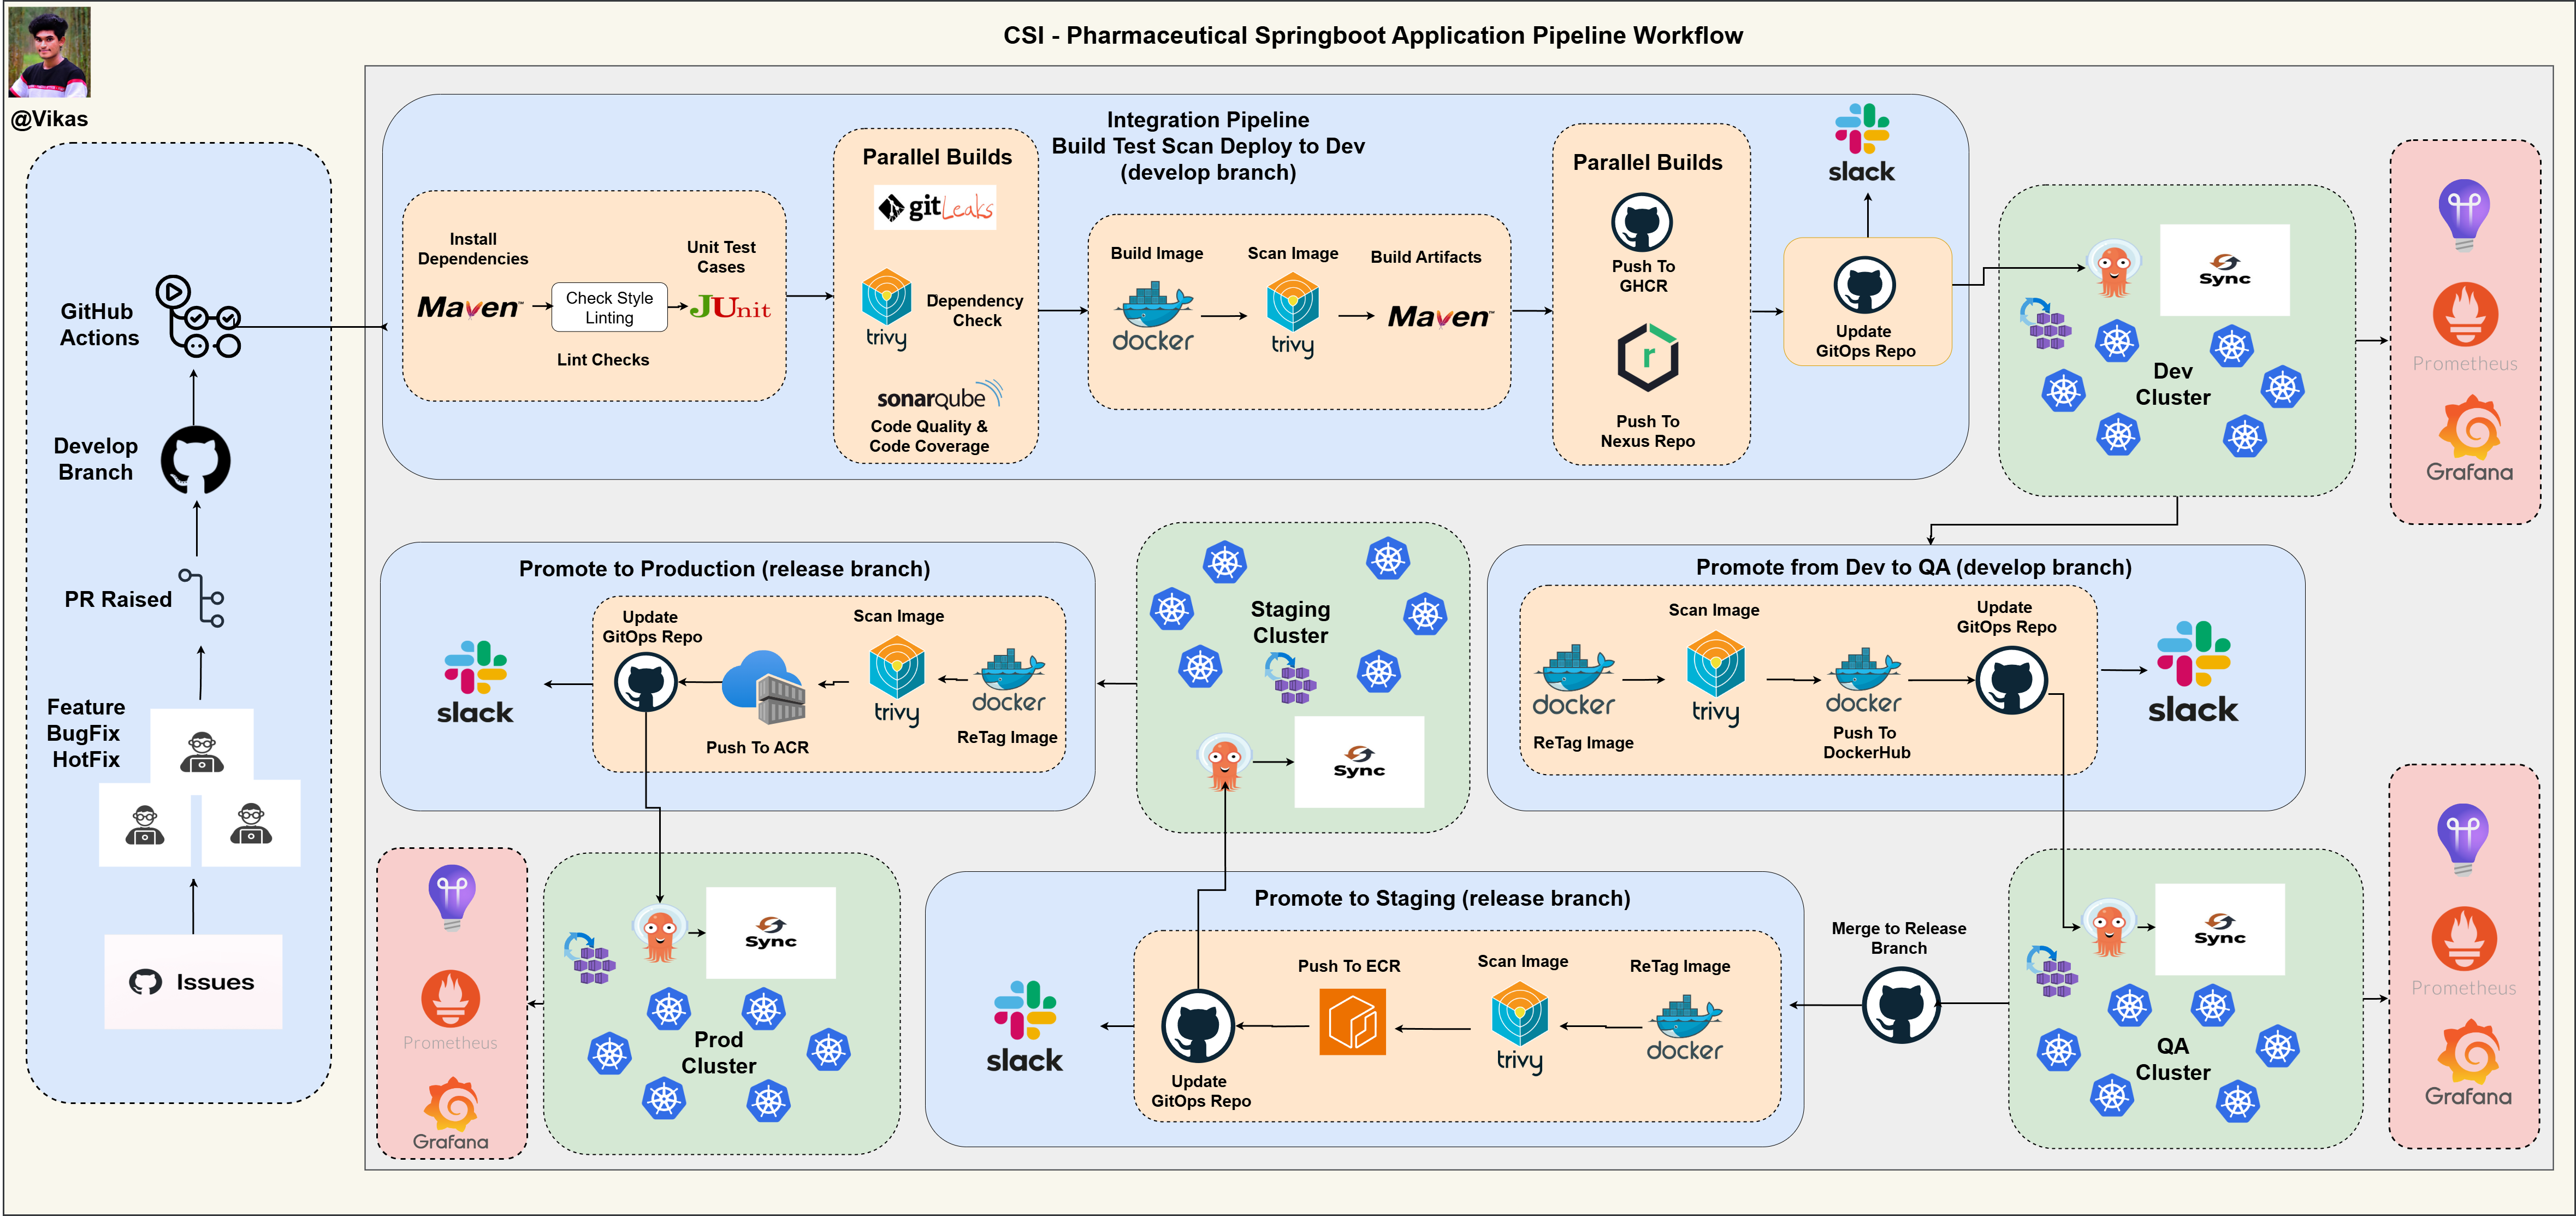 CSI - Pharmaceutical Springboot Application Pipeline Workflow
@Vikas
GitHub
Actions
Develop
Branch
PR Raised
Feature
BugFix
HotFix
Issues
Integration Pipeline
Build Test Scan Deploy to Dev
(develop branch)
Install
Dependencies
Maven™
Check Style
Linting
Lint Checks
Unit Test
Cases
JUnit
Parallel Builds
gitLeaks
trivy
Dependency
Check
sonarqube
Code Quality &
Code Coverage
Build Image
docker
Scan Image
trivy
Build Artifacts
Maven™
Parallel Builds
Push To
GHCR
r
Push To
Nexus Repo
slack
Update
GitOps Repo
Sync
Dev
Cluster
Prometheus
Grafana
Promote to Production (release branch)
slack
Update
GitOps Repo
Push To ACR
Scan Image
trivy
docker
ReTag Image
Staging
Cluster
Sync
Promote from Dev to QA (develop branch)
docker
ReTag Image
Scan Image
trivy
docker
Push To
DockerHub
Update
GitOps Repo
slack
Prometheus
Grafana
Sync
Prod
Cluster
Promote to Staging (release branch)
slack
Update
GitOps Repo
Push To ECR
Scan Image
trivy
ReTag Image
docker
Merge to Release
Branch
Sync
QA
Cluster
Prometheus
Grafana